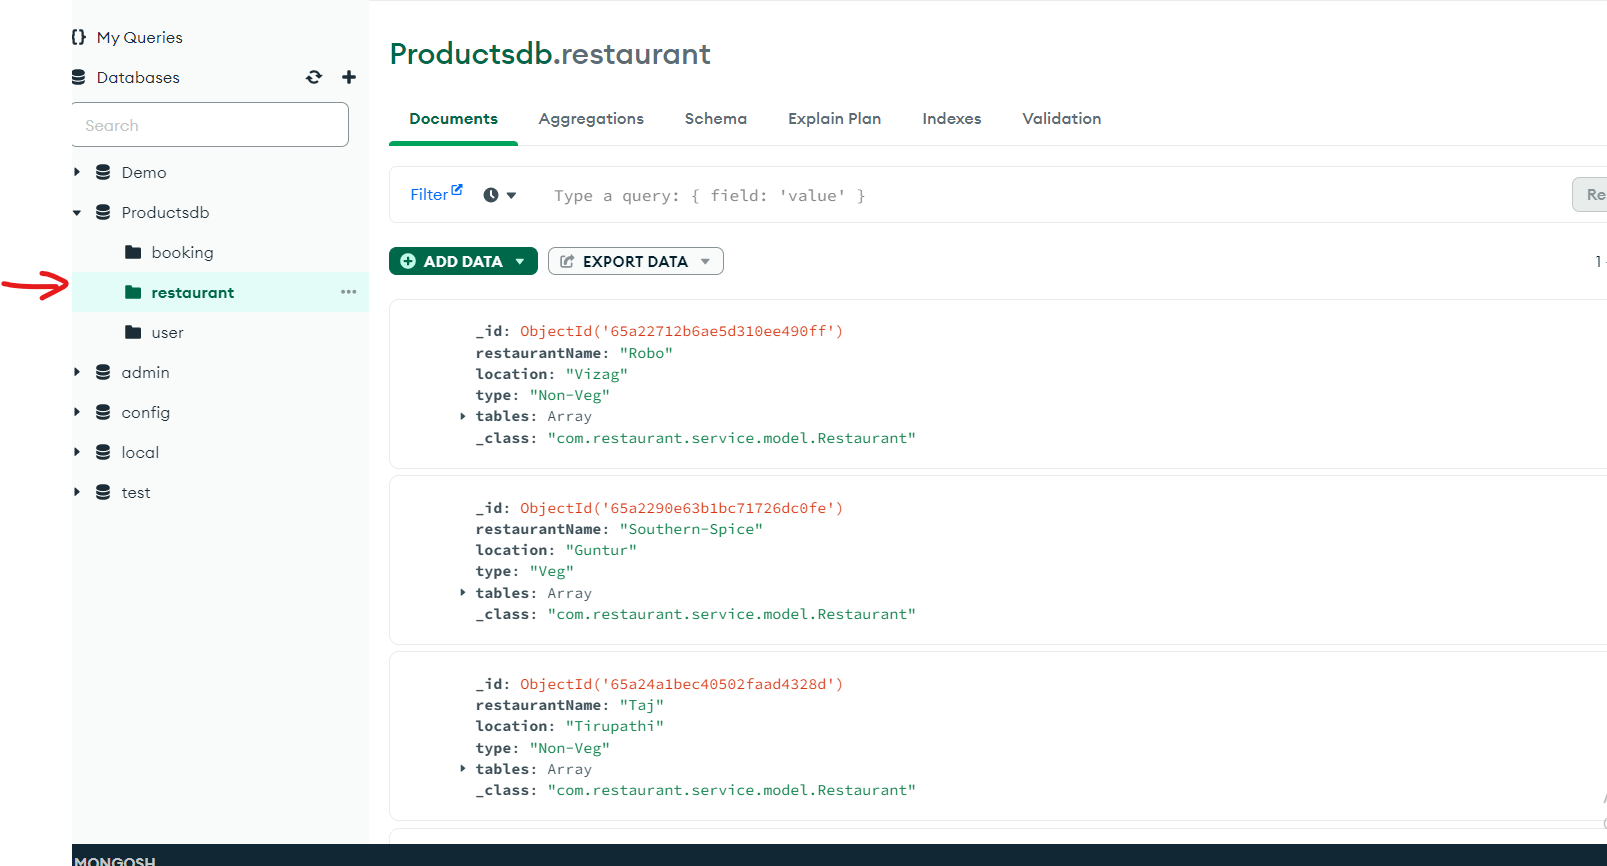 {} My Queries
Databases
Search
Demo
Productsdb
booking
restaurant
user
admin
config
local
test
Productsdb.restaurant
Documents Aggregations Schema Explain Plan Indexes Validation
Filter Type a query: { field: 'value' }
Re
ADD DATA EXPORT DATA
1
_id: ObjectId('65a22712b6ae5d310ee490ff')
restaurantName: "Robo"
location: "Vizag"
type: "Non-Veg"
tables: Array
_class: "com.restaurant.service.model.Restaurant"
_id: ObjectId('65a2290e63b1bc71726dc0fe')
restaurantName: "Southern-Spice"
location: "Guntur"
type: "Veg"
tables: Array
_class: "com.restaurant.service.model.Restaurant"
_id: ObjectId('65a24a1bec40502faad4328d')
restaurantName: "Taj"
location: "Tirupathi"
type: "Non-Veg"
tables: Array
_class: "com.restaurant.service.model.Restaurant"
MONGOSH